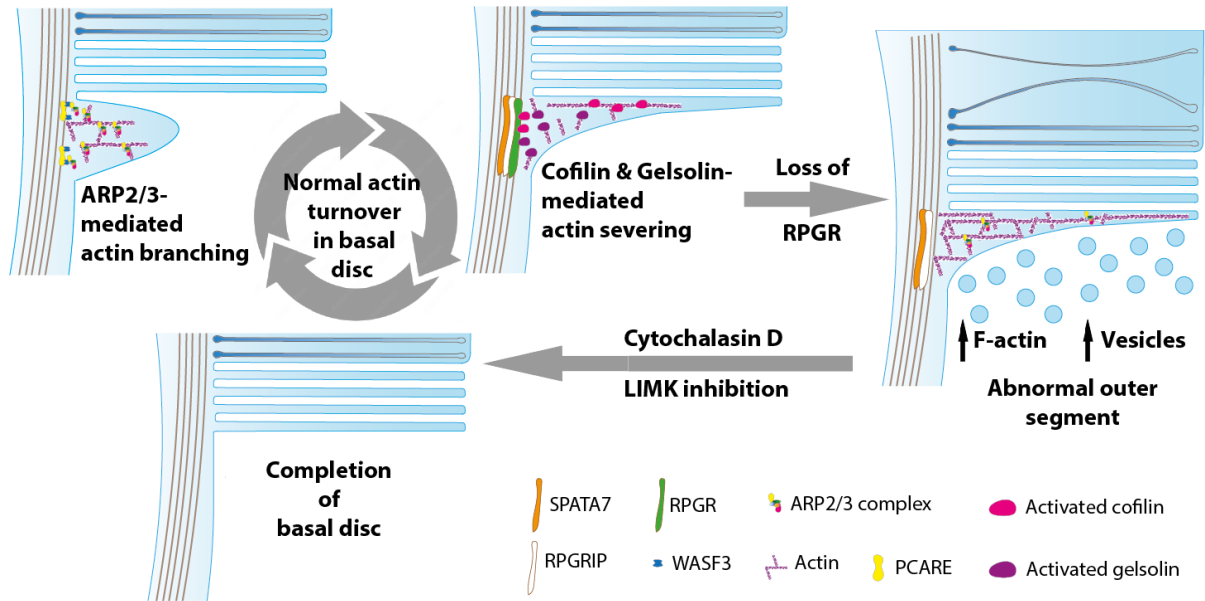 ARP2/3-
mediated
actin branching
Normal actin
turnover
in basal
disc
Cofilin & Gelsolin-
mediated
actin severing
Loss of
RPGR
F-actin
Vesicles
Abnormal outer
segment
Cytochalasin D
LIMK inhibition
Completion
of
basal disc
SPATA7
RPGR
ARP2/3 complex
Activated cofilin
RPGRIP
WASF3
Actin
PCARE
Activated gelsolin